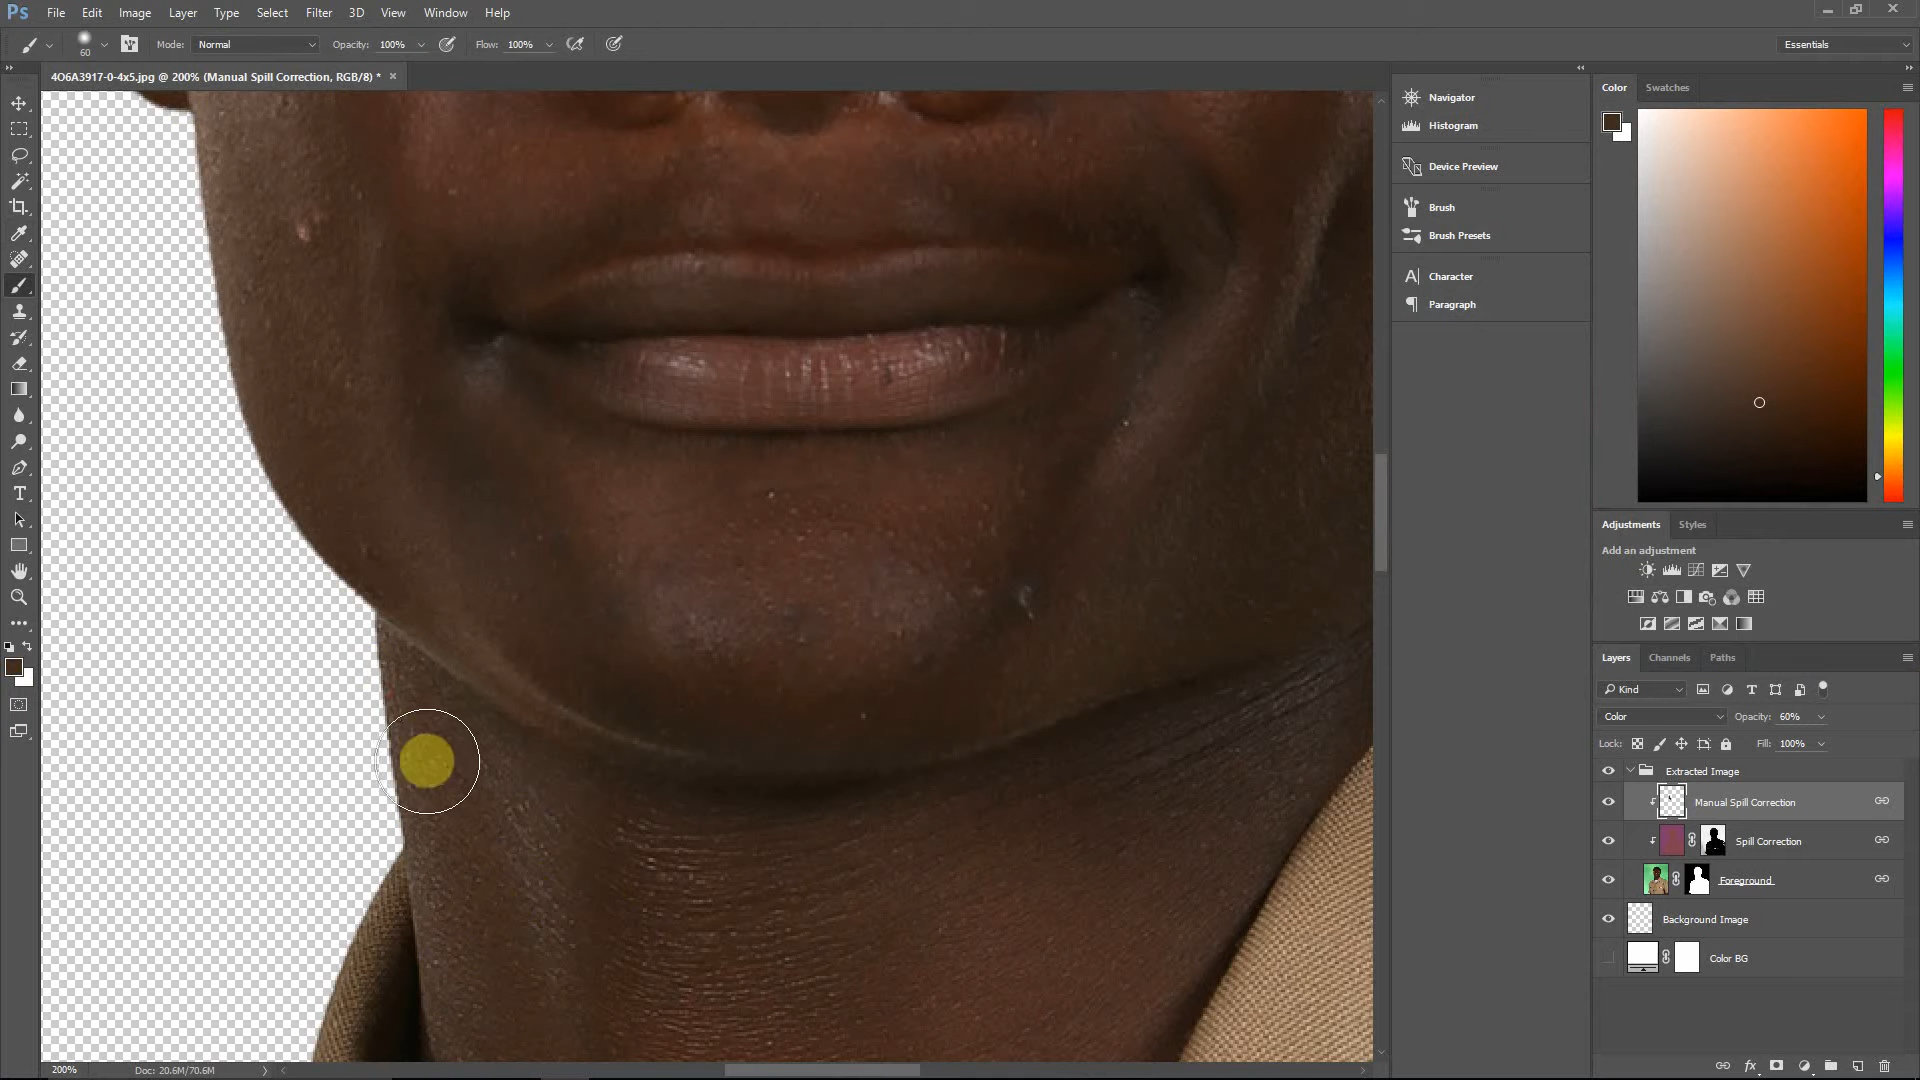 Ps File Edit Image Layer Type Select Filter 3D View Window Help
60 Mode: Normal Opacity: 100% Flow: 100% Essentials
4O6A3917-0-4x5.jpg @ 200% (Manual Spill Correction, RGB/8) * ×
Navigator
Histogram
Device Preview
Brush
Brush Presets
Character
Paragraph
Color Swatches
Adjustments Styles
Add an adjustment
Layers Channels Paths
Kind
Color Opacity: 60%
Lock: Fill: 100%
Extracted Image
Manual Spill Correction
Spill Correction
Foreground
Background Image
Color BG
200% Doc: 20.6M/70.6M